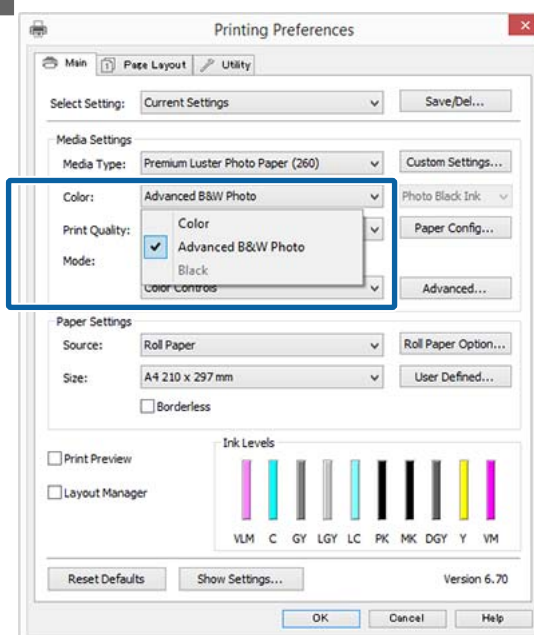 Printing Preferences
Main Page Layout Utility
Select Setting: Current Settings Save/Del...
Media Settings
Media Type: Premium Luster Photo Paper (260) Custom Settings...
Color: Advanced B&W Photo Photo Black Ink
Color
Print Quality: Paper Config...
Advanced B&W Photo
Mode:
Black
Color Controls Advanced...
Paper Settings
Source: Roll Paper Roll Paper Option...
Size: A4 210 x 297 mm User Defined...
Borderless
Ink Levels
Print Preview
Layout Manager
VLM C GY LGY LC PK MK DGY Y VM
Reset Defaults Show Settings... Version 6.70
OK Cancel Help